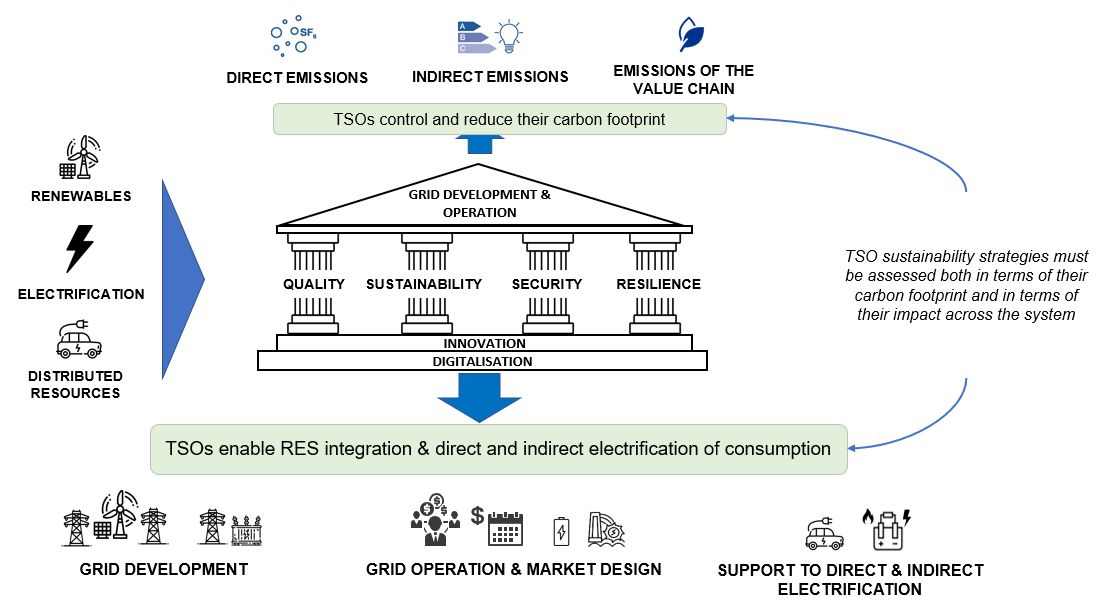 SF6
A
B
C
DIRECT EMISSIONS
INDIRECT EMISSIONS
EMISSIONS OF THE
VALUE CHAIN
TSOs control and reduce their carbon footprint
RENEWABLES
ELECTRIFICATION
DISTRIBUTED
RESOURCES
GRID DEVELOPMENT &
OPERATION
QUALITY
SUSTAINABILITY
SECURITY
RESILIENCE
INNOVATION
DIGITALISATION
TSO sustainability strategies must
be assessed both in terms of their
carbon footprint and in terms of
their impact across the system
TSOs enable RES integration & direct and indirect electrification of consumption
$ $ $
$
GRID DEVELOPMENT
GRID OPERATION & MARKET DESIGN
SUPPORT TO DIRECT & INDIRECT
ELECTRIFICATION